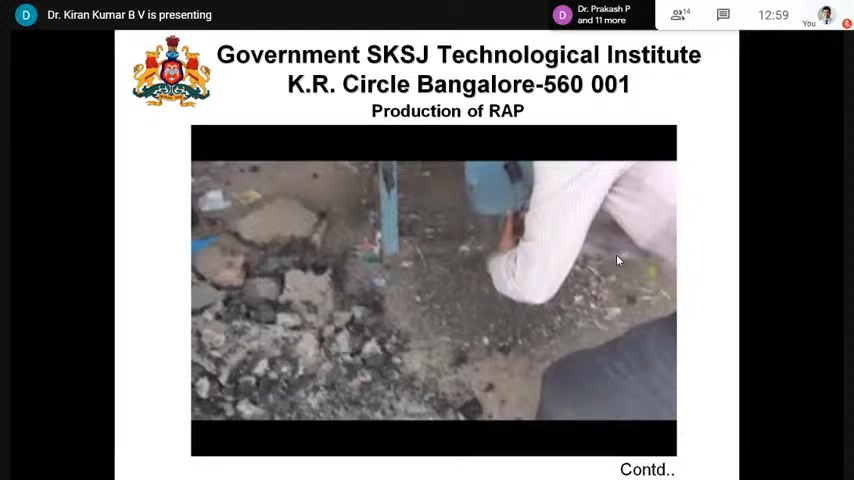 D
Dr. Kiran Kumar B V is presenting
D
Dr. Prakash P
and 11 more
14
12:59
You
Government SKSJ Technological Institute
K.R. Circle Bangalore-560 001
Production of RAP
Contd..